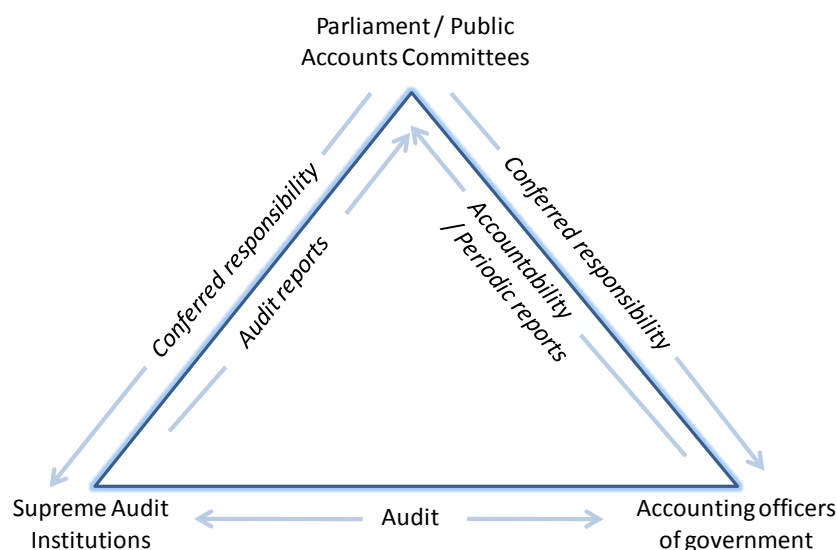 Parliament / Public
Accounts Committees
Conferred responsibility
Audit reports
Accountability
/ Periodic reports
Conferred responsibility
Supreme Audit
Institutions
Audit
Accounting officers
of government